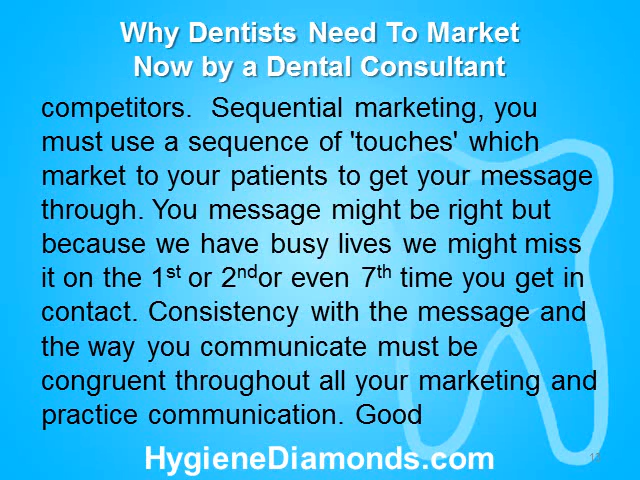 Why Dentists Need To Market
Now by a Dental Consultant
competitors.  Sequential marketing, you
must use a sequence of 'touches' which
market to your patients to get your message
through. You message might be right but
because we have busy lives we might miss
it on the 1st or 2ndor even 7th time you get in
contact. Consistency with the message and
the way you communicate must be
congruent throughout all your marketing and
practice communication. Good
HygieneDiamonds.com